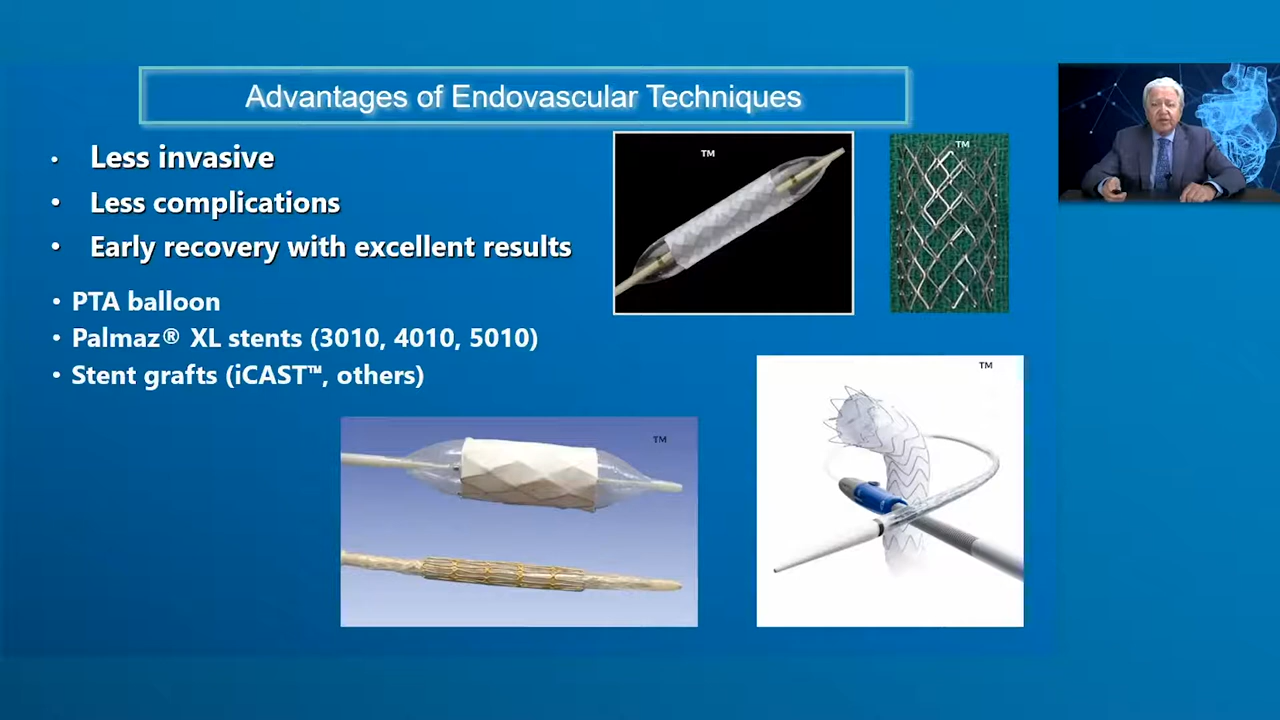 Advantages of Endovascular Techniques
• Less invasive
• Less complications
• Early recovery with excellent results
• PTA balloon
• Palmaz® XL stents (3010, 4010, 5010)
• Stent grafts (iCAST™, others)
™
™
™
™